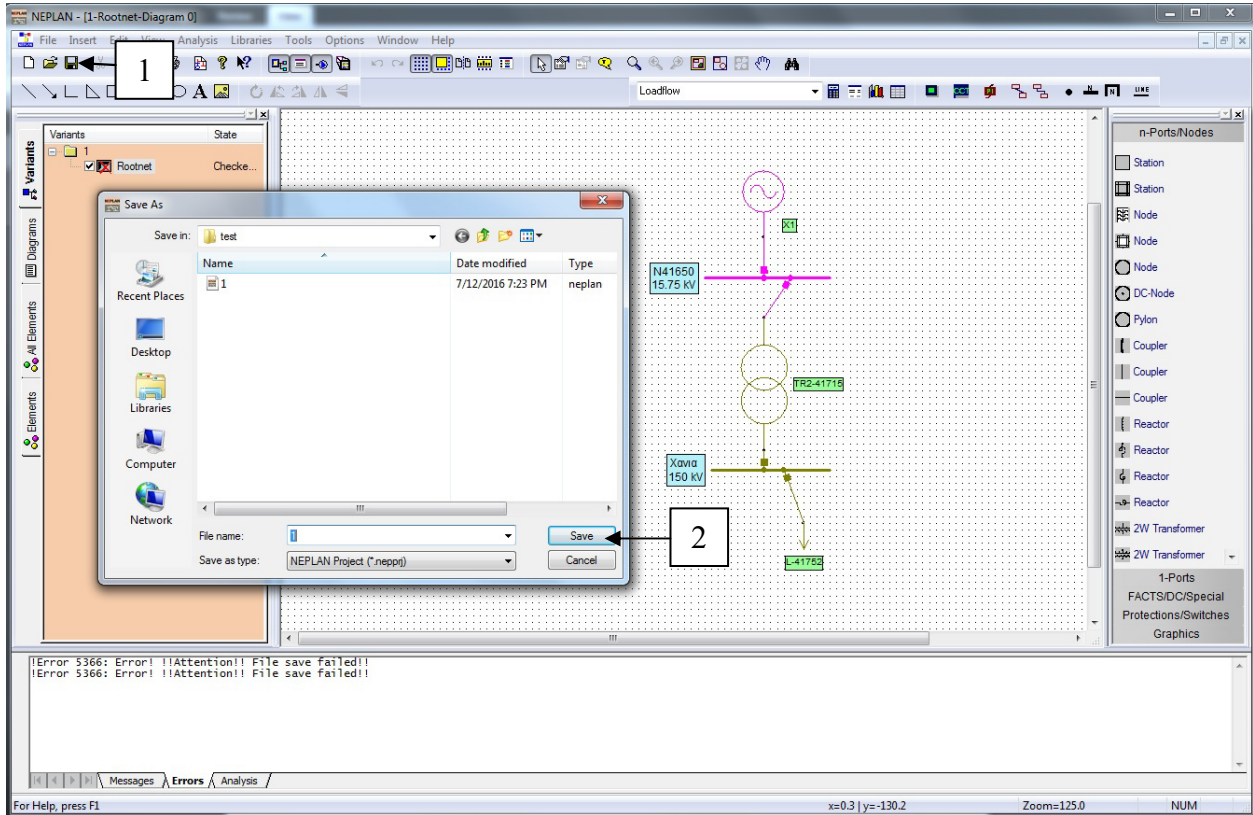 NEPLAN - [1-Rootnet-Diagram 0]
File Insert Edit View Analysis Libraries Tools Options Window Help
1
Loadflow
Variants State
1
Rootnet Checke...
Variants
Diagrams
All Elements
Elements
Save As
Save in: test
Name Date modified Type
1 7/12/2016 7:23 PM neplan
Recent Places
Desktop
Libraries
Computer
Network
File name: 1 Save
Save as type: NEPLAN Project (*.neprj) Cancel
2
X1
N41650
15.75 kV
TR2-41715
Χανια
150 kV
L-41752
n-Ports/Nodes
Station
Station
Node
Node
Node
DC-Node
Pylon
Coupler
Coupler
Coupler
Reactor
Reactor
Reactor
Reactor
2W Transformer
2W Transformer
1-Ports
FACTS/DC/Special
Protections/Switches
Graphics
!Error 5366: Error! !!Attention!! File save failed!!
!Error 5366: Error! !!Attention!! File save failed!!
Messages Errors Analysis
For Help, press F1 x=0.3 | y=-130.2 Zoom=125.0 NUM